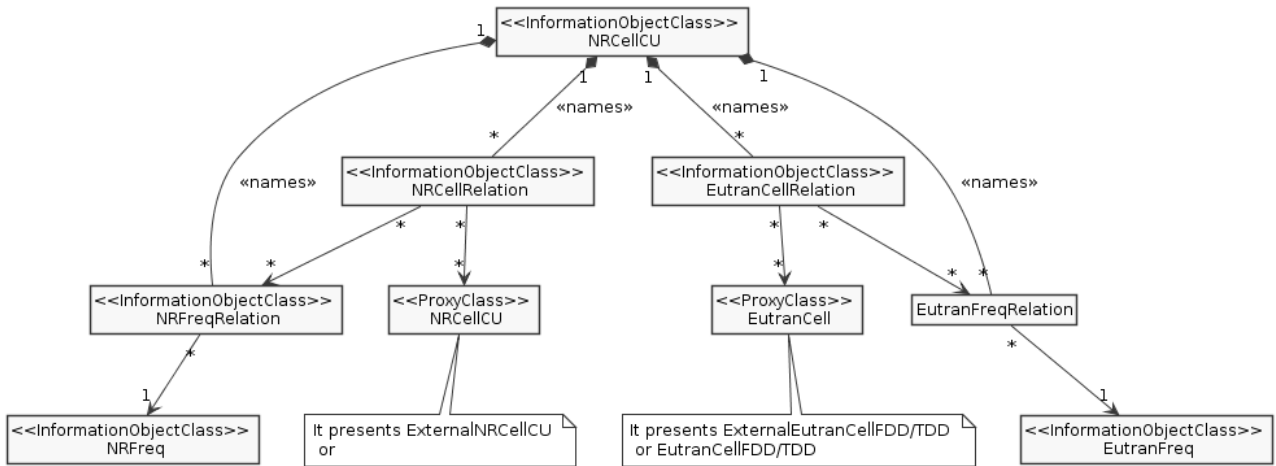 <<InformationObjectClass>>
NRCellCU
1
1
1
1
«names»
«names»
*
*
<<InformationObjectClass>>
NRCellRelation
<<InformationObjectClass>>
EutranCellRelation
«names»
«names»
*
*
*
*
*
*
*
*
*
*
<<InformationObjectClass>>
NRFreqRelation
<<ProxyClass>>
NRCellCU
<<ProxyClass>>
EutranCell
EutranFreqRelation
*
*
1
1
<<InformationObjectClass>>
NRFreq
It presents ExternalNRCellCU
or
It presents ExternalEutranCellFDD/TDD
or EutranCellFDD/TDD
<<InformationObjectClass>>
EutranFreq